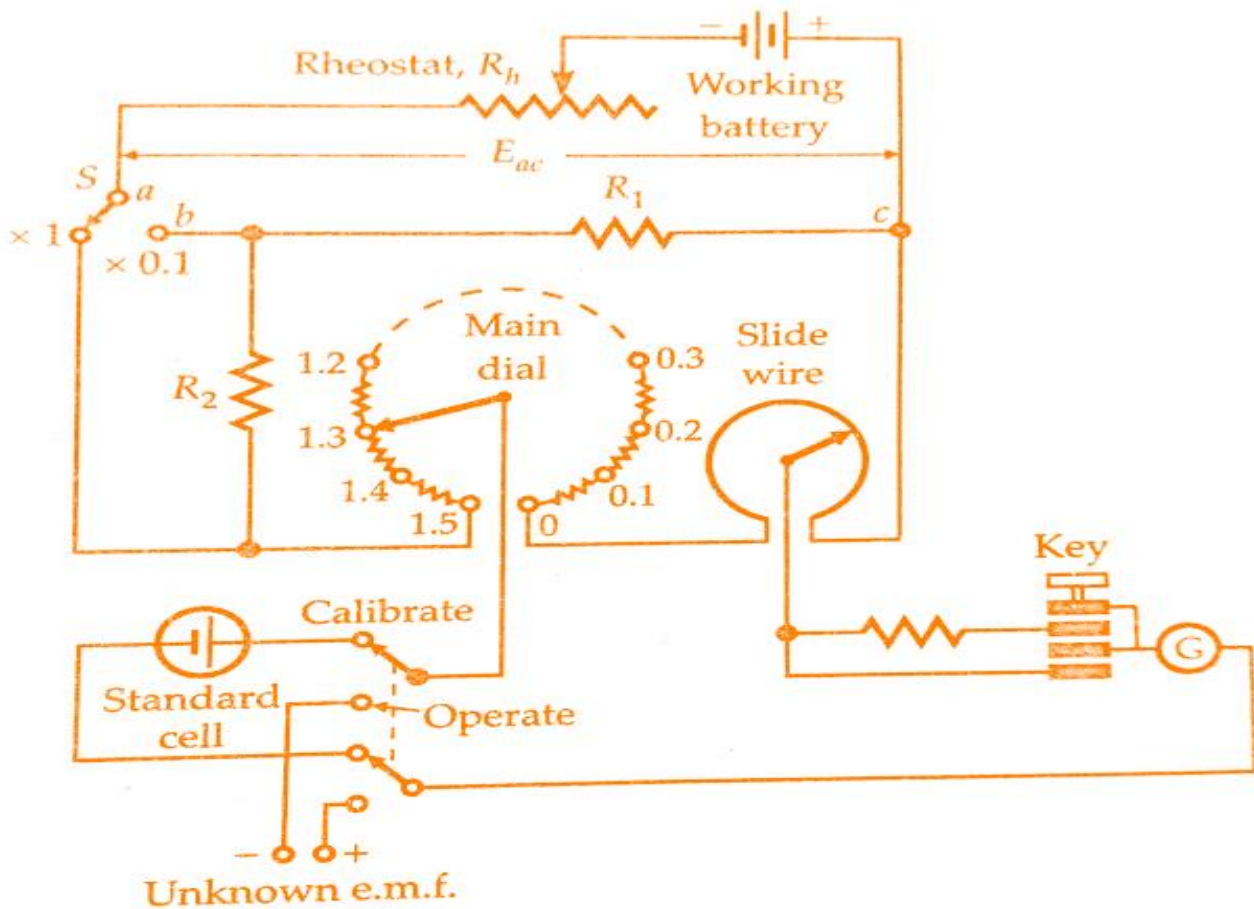 − +
Rheostat, R_h
Working
battery
E_ac
S a
R_1
b c
× 1
× 0.1
Main
dial
Slide
wire
1.2 0.3
R_2
1.3 0.2
1.4 0.1
1.5 0
Key
Calibrate
G
Standard
cell
Operate
− +
Unknown e.m.f.